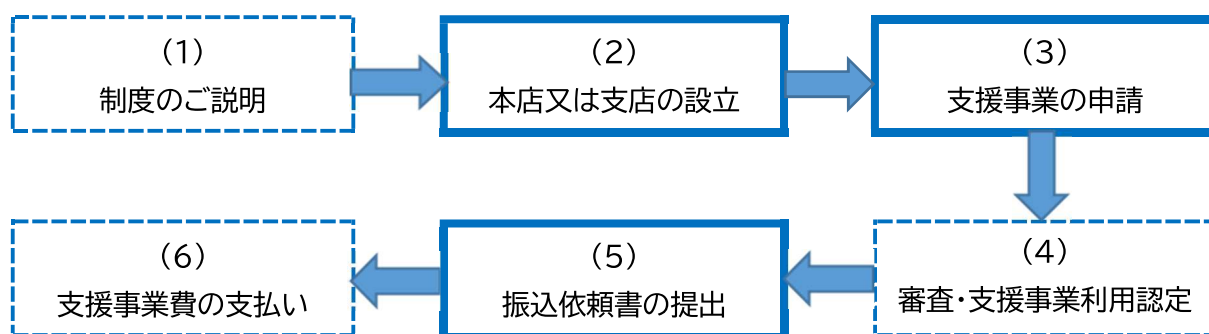 (1)
制度のご説明
(2)
本店又は支店の設立
(3)
支援事業の申請
(4)
審査・支援事業利用認定
(5)
振込依頼書の提出
(6)
支援事業費の支払い